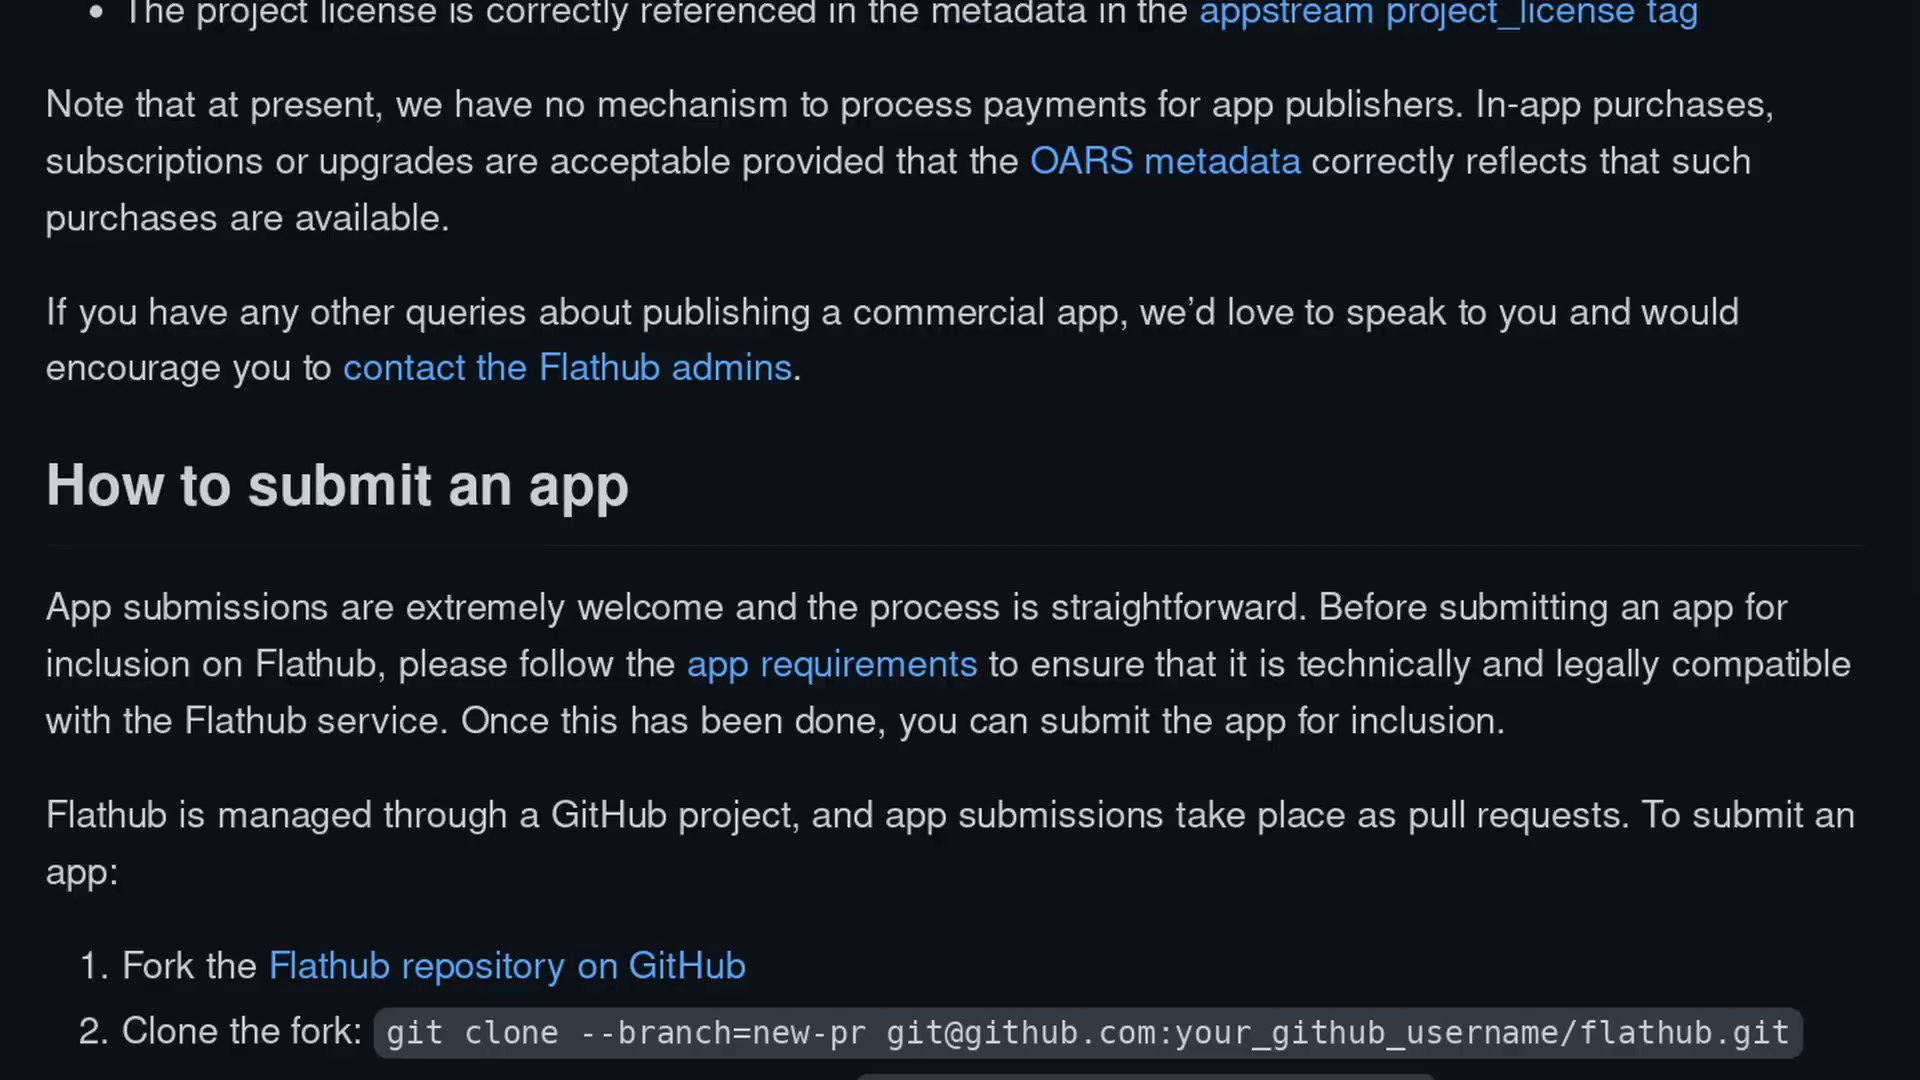 • The project license is correctly referenced in the metadata in the appstream project_license tag
Note that at present, we have no mechanism to process payments for app publishers. In-app purchases,
subscriptions or upgrades are acceptable provided that the OARS metadata correctly reflects that such
purchases are available.
If you have any other queries about publishing a commercial app, we’d love to speak to you and would
encourage you to contact the Flathub admins.
How to submit an app
App submissions are extremely welcome and the process is straightforward. Before submitting an app for
inclusion on Flathub, please follow the app requirements to ensure that it is technically and legally compatible
with the Flathub service. Once this has been done, you can submit the app for inclusion.
Flathub is managed through a GitHub project, and app submissions take place as pull requests. To submit an
app:
1. Fork the Flathub repository on GitHub
2. Clone the fork: git clone --branch=new-pr git@github.com:your_github_username/flathub.git